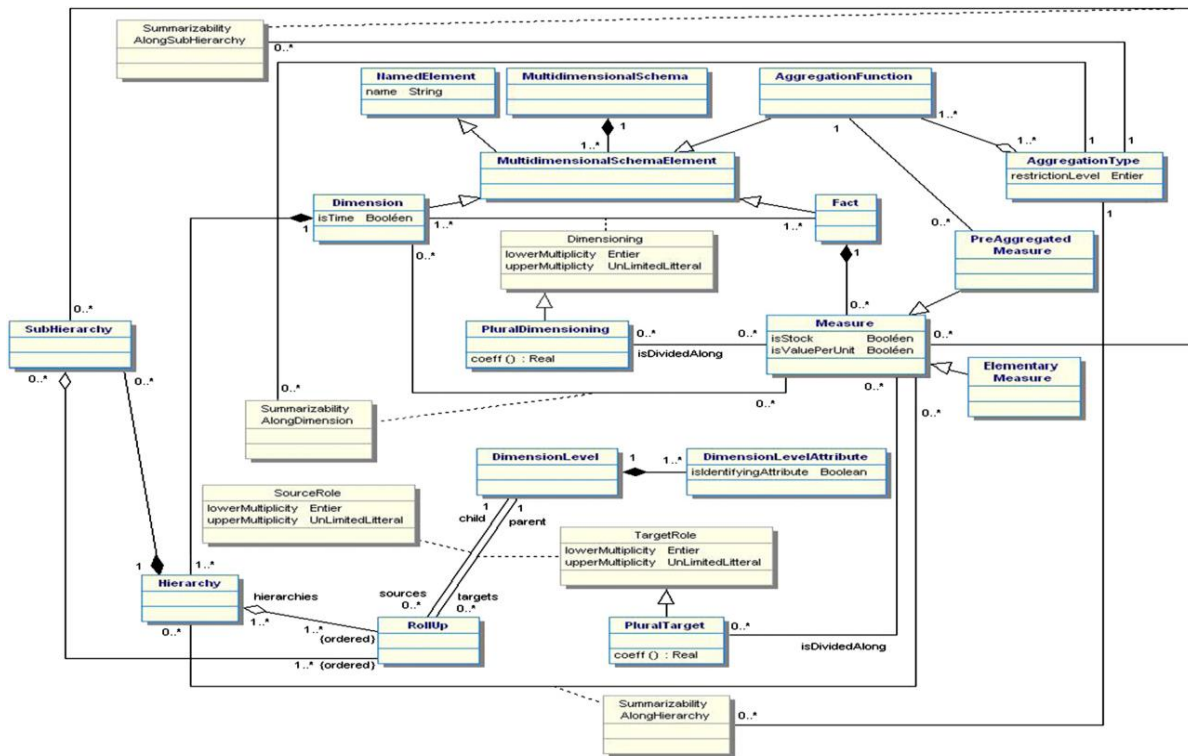 Summarizability
AlongSubHierarchy
0..*
NamedElement
name String
MultidimensionalSchema
1
AggregationFunction
1
1..*
1..*
1
1
AggregationType
restrictionLevel Entier
1
1..*
MultidimensionalSchemaElement
Dimension
isTime Booléen
1
1..*
0..*
Fact
1..*
1
Dimensioning
lowerMultiplicity Entier
upperMultiplicty UnLimitedLitteral
0..*
PreAggregated
Measure
0..*
SubHierarchy
0..*
0..*
PluralDimensioning
coeff () : Real
0..*
isDividedAlong
0..*
0..*
Measure
isStock Booléen
isValuePerUnit Booléen
0..*
0..*
0..*
0..*
Elementary
Measure
0..*
Summarizability
AlongDimension
DimensionLevel
1
1..*
DimensionLevelAttribute
isIdentifyingAttribute Boolean
1
child
1
parent
SourceRole
lowerMultiplicity Entier
upperMultiplicity UnLimitedLitteral
TargetRole
lowerMultiplicity Entier
upperMultiplicity UnLimitedLitteral
1
1..*
Hierarchy
0..*
hierarchies
1..*
1..*
{ordered}
sources
0..*
targets
0..*
RollUp
1..* {ordered}
PluralTarget
coeff () : Real
0..*
isDividedAlong
Summarizability
AlongHierarchy
0..*